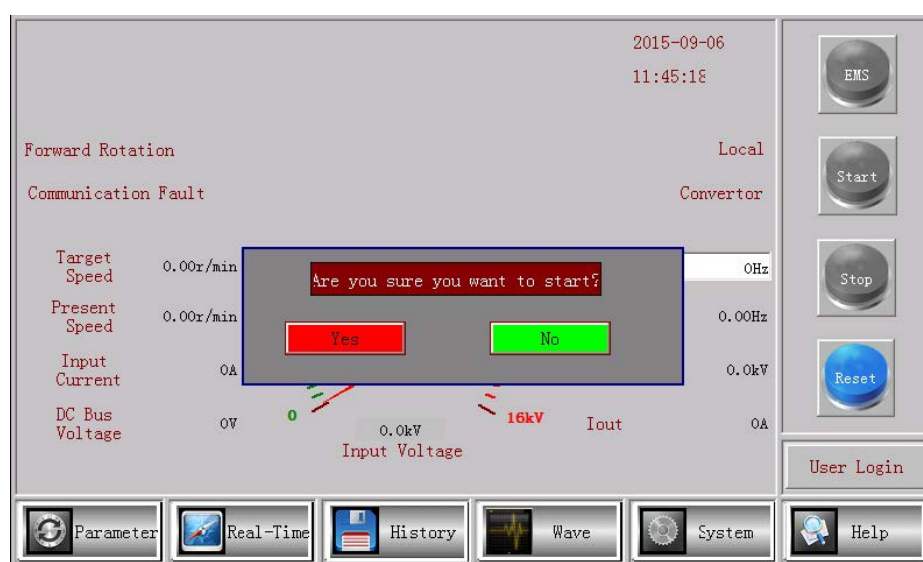 2015-09-06
11:45:18
EMS
Forward Rotation
Local
Start
Communication Fault
Convertor
Target
Speed
0.00r/min
0Hz
Are you sure you want to start?
Stop
Present
Speed
0.00r/min
0.00Hz
Yes
No
Input
Current
0A
0.0kV
Reset
DC Bus
Voltage
0V
0
0.0kV
16kV
Iout
0A
Input Voltage
User Login
Parameter
Real-Time
History
Wave
System
Help